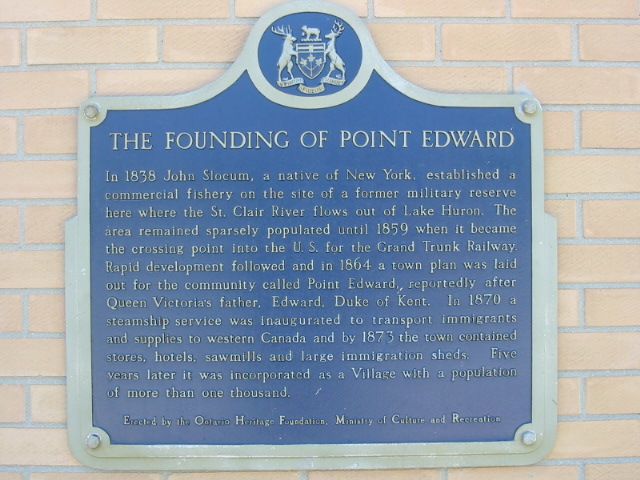 THE FOUNDING OF POINT EDWARD
In 1838 John Slocum, a native of New York, established a
commercial fishery on the site of a former military reserve
here where the St. Clair River flows out of Lake Huron. The
area remained sparsely populated until 1859 when it became
the crossing point into the U.S. for the Grand Trunk Railway.
Rapid development followed and in 1864 a town plan was laid
out for the community called Point Edward, reportedly after
Queen Victoria's father, Edward, Duke of Kent. In 1870 a
steamship service was inaugurated to transport immigrants
and supplies to western Canada and by 1873 the town contained
stores, hotels, sawmills and large immigration sheds. Five
years later it was incorporated as a Village with a population
of more than one thousand.
Erected by the Ontario Heritage Foundation, Ministry of Culture and Recreation